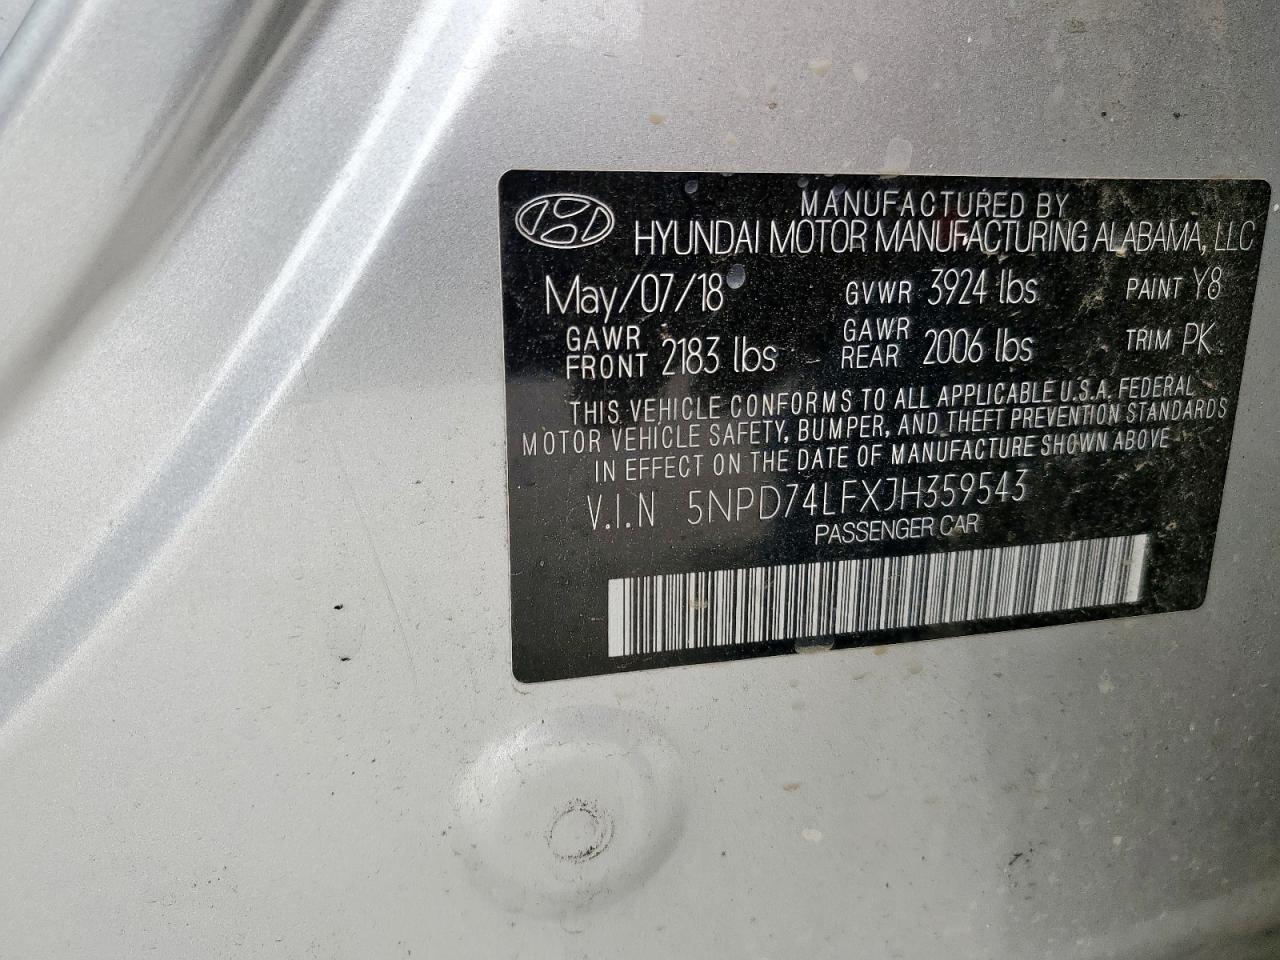 MANUFACTURED BY
HYUNDAI MOTOR MANUFACTURING ALABAMA, LLC
May/07/18 GVWR 3924 lbs PAINT Y8
GAWR FRONT 2183 lbs GAWR REAR 2006 lbs TRIM PK
THIS VEHICLE CONFORMS TO ALL APPLICABLE U.S.A. FEDERAL
MOTOR VEHICLE SAFETY, BUMPER, AND THEFT PREVENTION STANDARDS
IN EFFECT ON THE DATE OF MANUFACTURE SHOWN ABOVE
V.I.N 5NPD74LFXJH359543
PASSENGER CAR